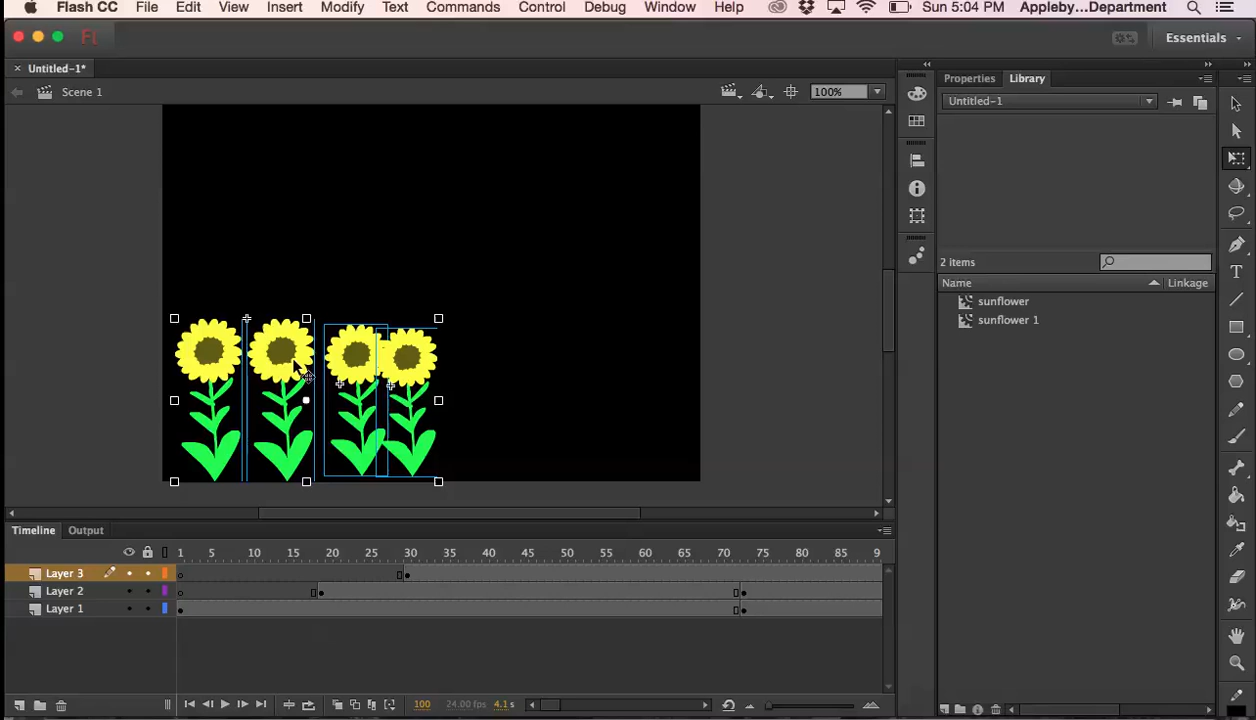 Flash CC File Edit View Insert Modify Text Commands Control Debug Window Help Sun 5:04 PM Appleby...Department
Fl Essentials
× Untitled-1*
Properties Library
Scene 1 100%
Untitled-1
2 items
Name Linkage
sunflower
sunflower 1
Timeline Output
1 5 10 15 20 25 30 35 40 45 50 55 60 65 70 75 80 85 9
Layer 3
Layer 2
Layer 1
100 24.00 fps 4.1 s